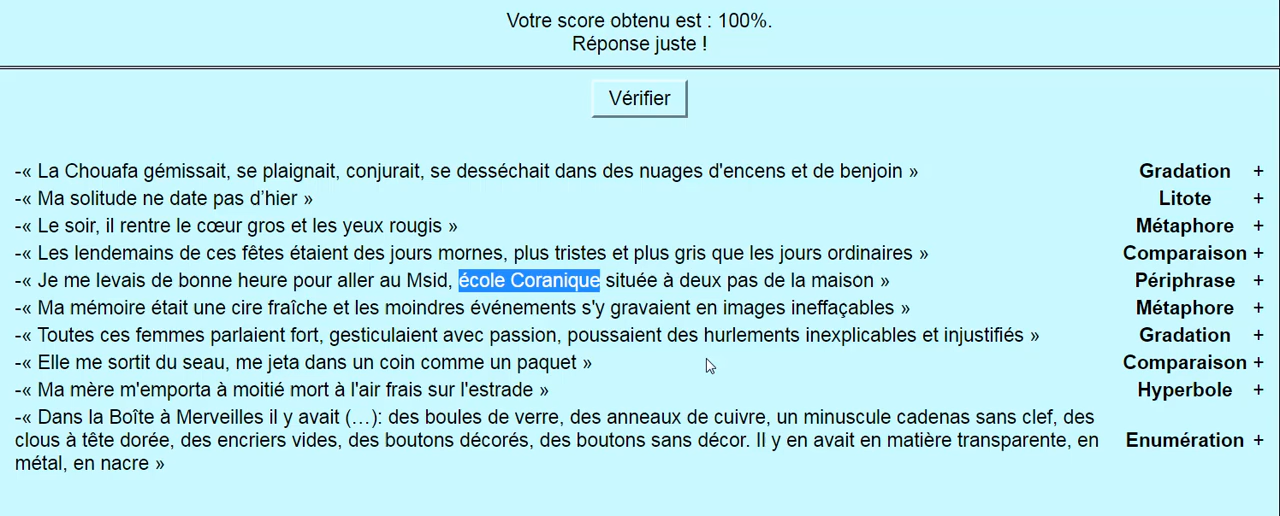 Votre score obtenu est : 100%.
Réponse juste !
Vérifier
-« La Chouafa gémissait, se plaignait, conjurait, se desséchait dans des nuages d'encens et de benjoin » Gradation +
-« Ma solitude ne date pas d’hier » Litote +
-« Le soir, il rentre le cœur gros et les yeux rougis » Métaphore +
-« Les lendemains de ces fêtes étaient des jours mornes, plus tristes et plus gris que les jours ordinaires » Comparaison +
-« Je me levais de bonne heure pour aller au Msid, école Coranique située à deux pas de la maison » Périphrase +
-« Ma mémoire était une cire fraîche et les moindres événements s'y gravaient en images ineffaçables » Métaphore +
-« Toutes ces femmes parlaient fort, gesticulaient avec passion, poussaient des hurlements inexplicables et injustifiés » Gradation +
-« Elle me sortit du seau, me jeta dans un coin comme un paquet » Comparaison +
-« Ma mère m'emporta à moitié mort à l'air frais sur l'estrade » Hyperbole +
-« Dans la Boîte à Merveilles il y avait (…): des boules de verre, des anneaux de cuivre, un minuscule cadenas sans clef, des
clous à tête dorée, des encriers vides, des boutons décorés, des boutons sans décor. Il y en avait en matière transparente, en Enumération +
métal, en nacre »